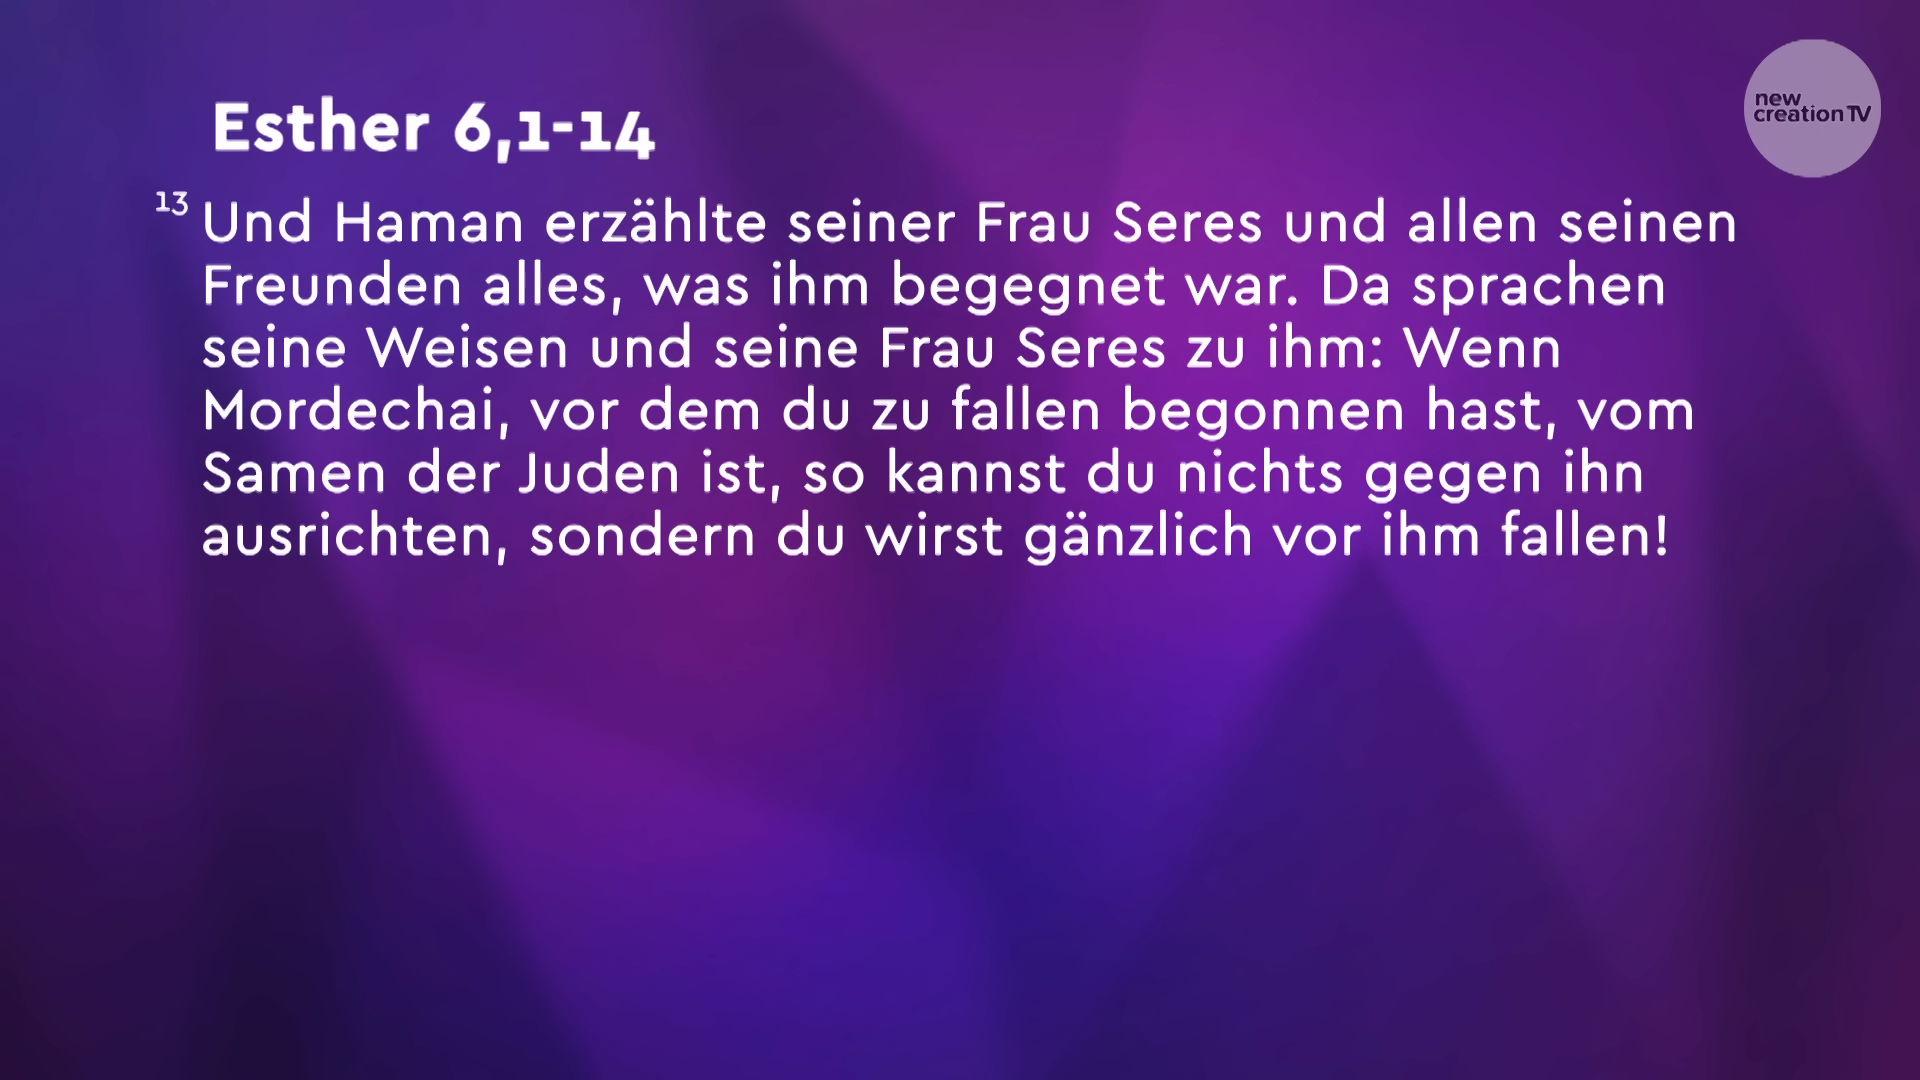 new
creation TV
Esther 6,1-14
13 Und Haman erzählte seiner Frau Seres und allen seinen
Freunden alles, was ihm begegnet war. Da sprachen
seine Weisen und seine Frau Seres zu ihm: Wenn
Mordechai, vor dem du zu fallen begonnen hast, vom
Samen der Juden ist, so kannst du nichts gegen ihn
ausrichten, sondern du wirst gänzlich vor ihm fallen!